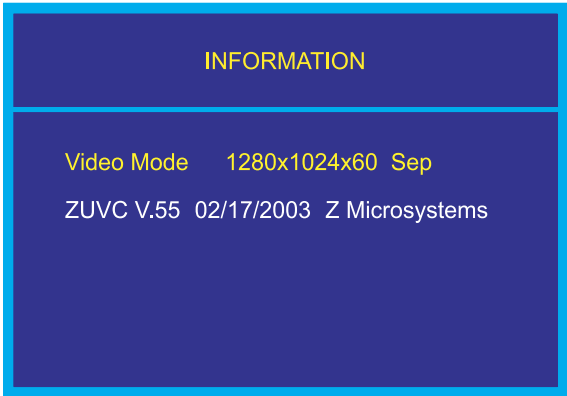 INFORMATION
Video Mode 1280x1024x60 Sep
ZUVC V.55 02/17/2003 Z Microsystems